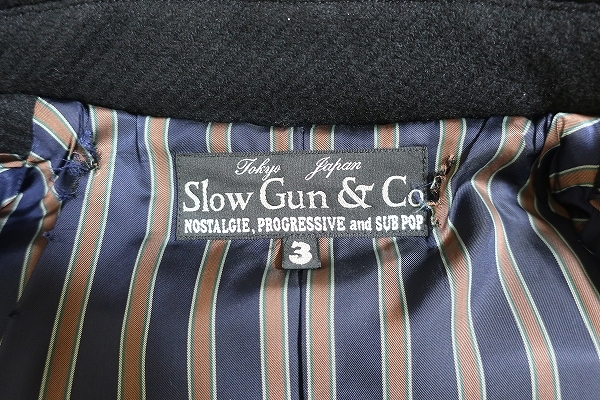 Tokyo Japan
Slow Gun & Co
NOSTALGIE, PROGRESSIVE and SUB POP
3